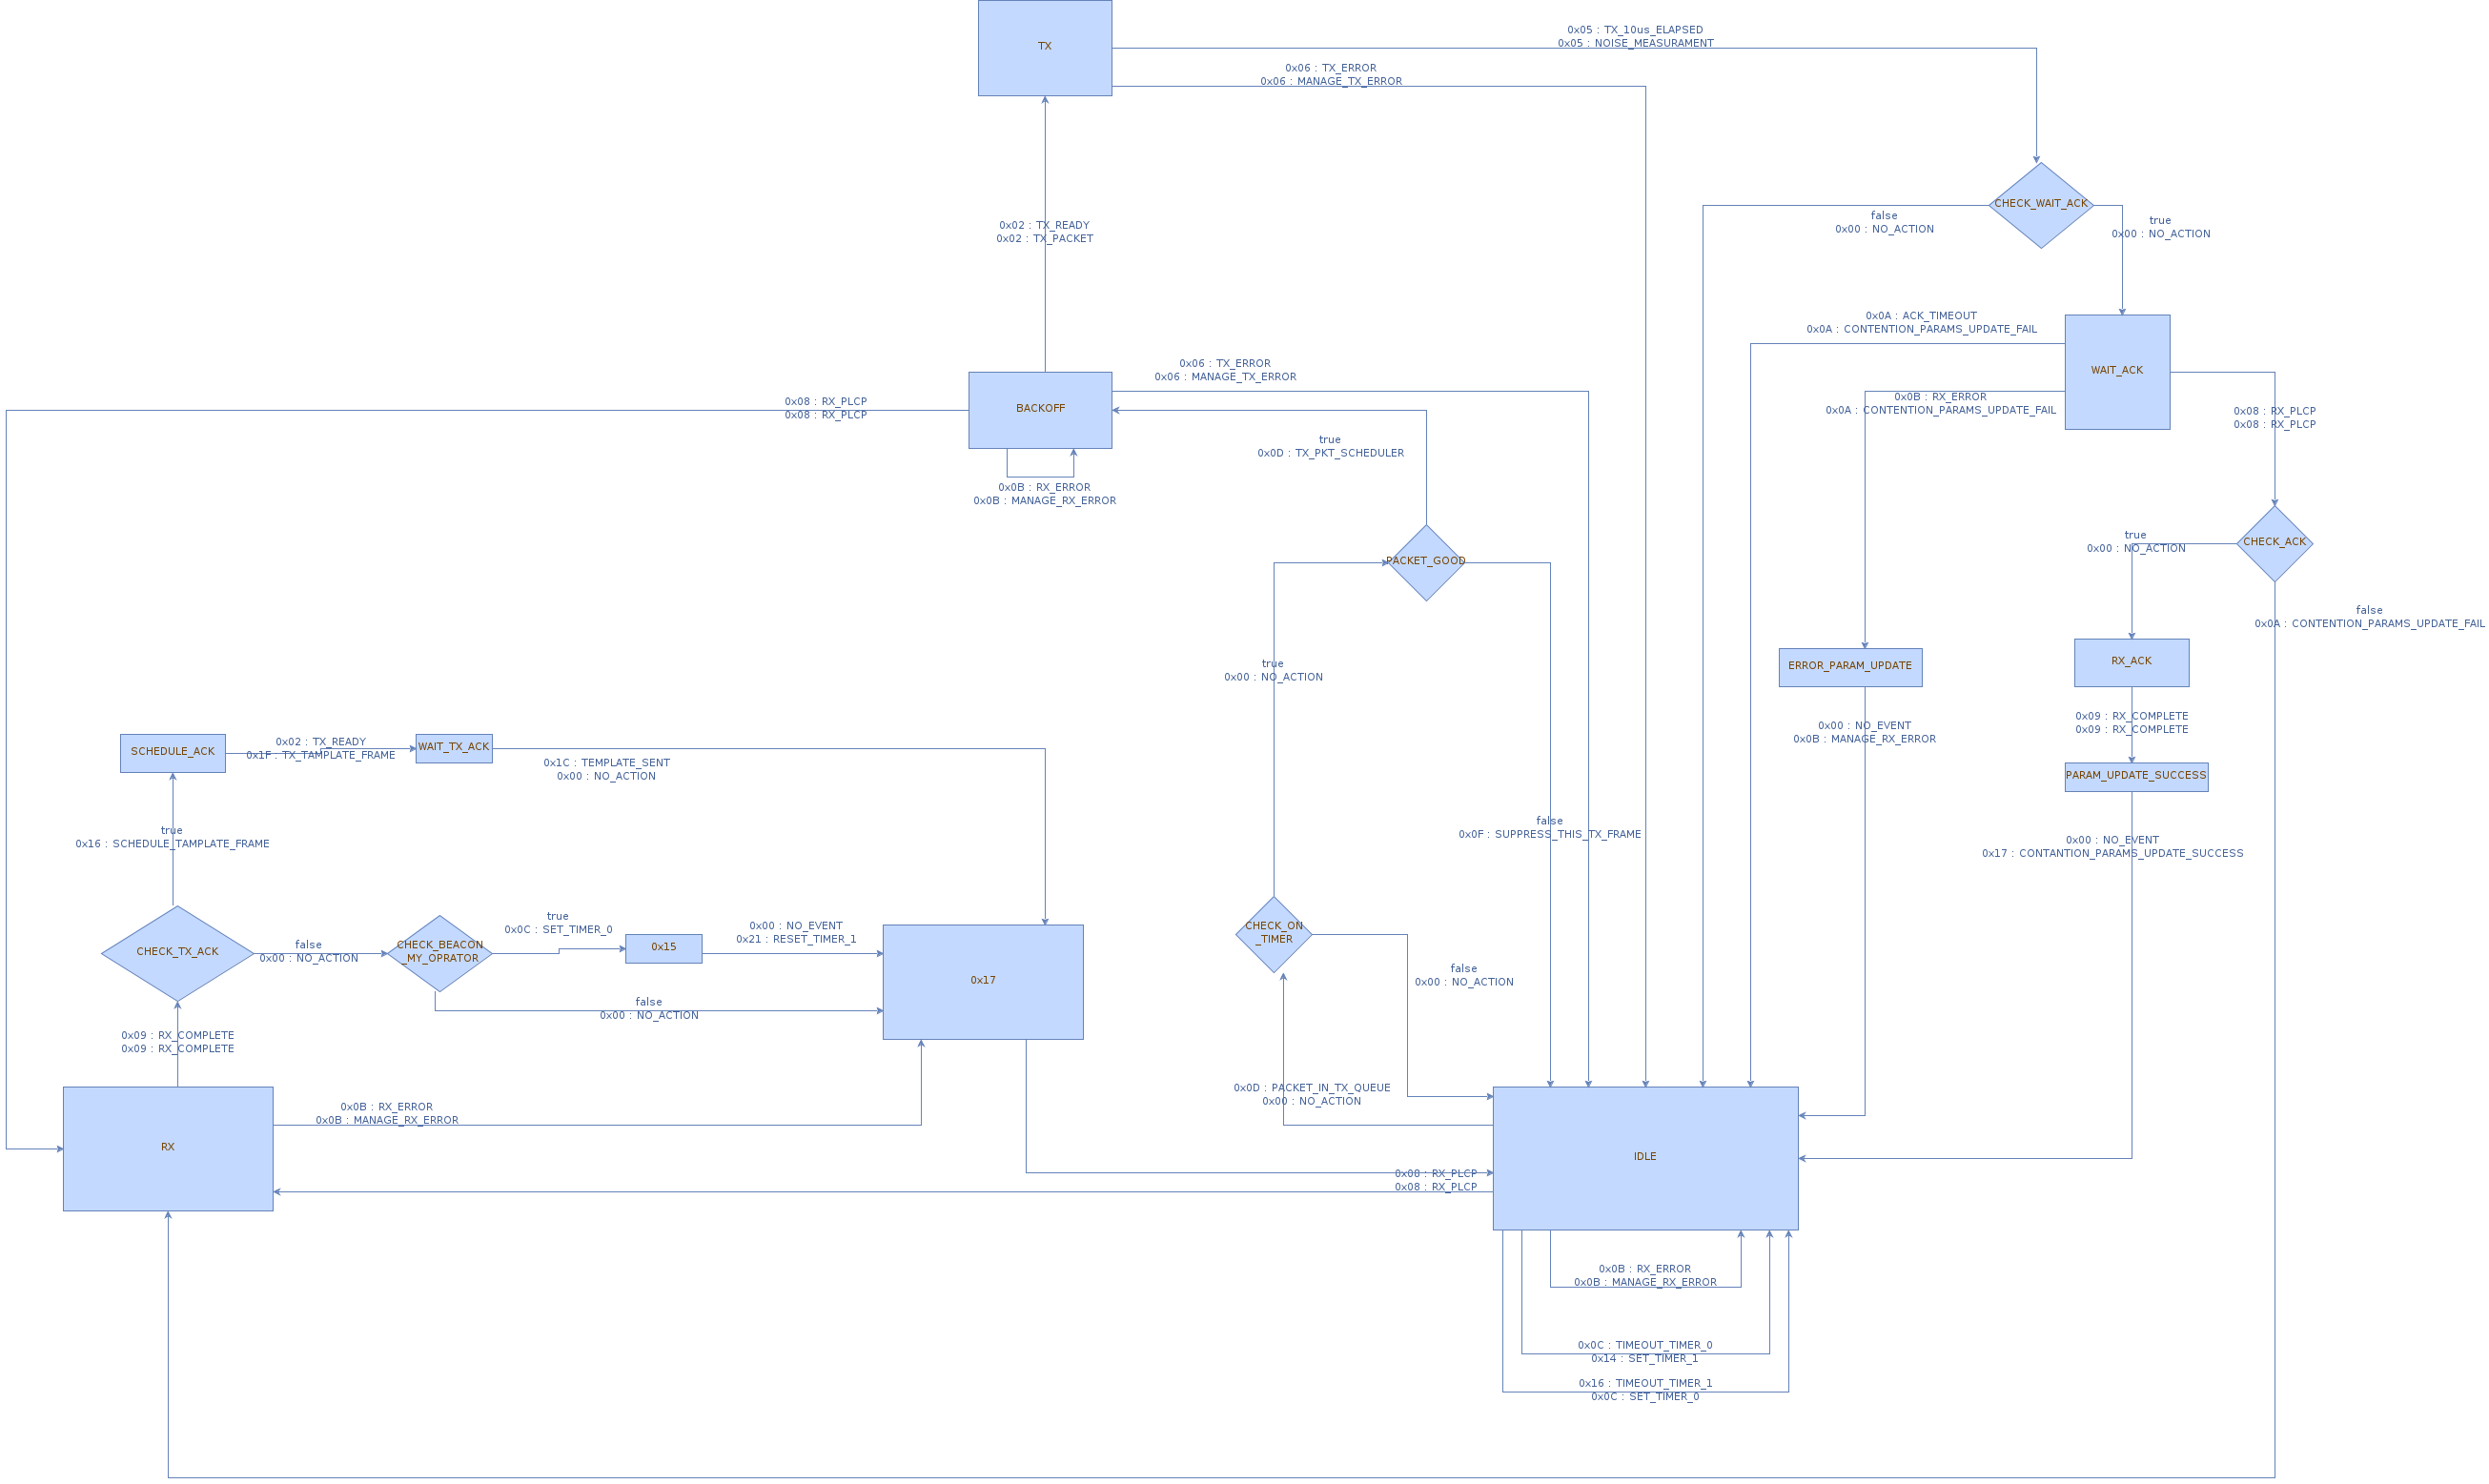 TX
0x05 : TX_10us_ELAPSED
0x05 : NOISE_MEASURAMENT
0x06 : TX_ERROR
0x06 : MANAGE_TX_ERROR
CHECK_WAIT_ACK
false
0x00 : NO_ACTION
true
0x00 : NO_ACTION
0x02 : TX_READY
0x02 : TX_PACKET
0x0A : ACK_TIMEOUT
0x0A : CONTENTION_PARAMS_UPDATE_FAIL
WAIT_ACK
0x06 : TX_ERROR
0x06 : MANAGE_TX_ERROR
0x08 : RX_PLCP
0x08 : RX_PLCP
BACKOFF
0x0B : RX_ERROR
0x0A : CONTENTION_PARAMS_UPDATE_FAIL
0x08 : RX_PLCP
0x08 : RX_PLCP
true
0x0D : TX_PKT_SCHEDULER
0x0B : RX_ERROR
0x0B : MANAGE_RX_ERROR
PACKET_GOOD
true
0x00 : NO_ACTION
CHECK_ACK
false
0x0A : CONTENTION_PARAMS_UPDATE_FAIL
true
0x00 : NO_ACTION
ERROR_PARAM_UPDATE
RX_ACK
0x09 : RX_COMPLETE
0x09 : RX_COMPLETE
0x00 : NO_EVENT
0x0B : MANAGE_RX_ERROR
SCHEDULE_ACK
0x02 : TX_READY
0x1F : TX_TAMPLATE_FRAME
WAIT_TX_ACK
0x1C : TEMPLATE_SENT
0x00 : NO_ACTION
PARAM_UPDATE_SUCCESS
true
0x16 : SCHEDULE_TAMPLATE_FRAME
false
0x0F : SUPPRESS_THIS_TX_FRAME
0x00 : NO_EVENT
0x17 : CONTANTION_PARAMS_UPDATE_SUCCESS
CHECK_TX_ACK
false
0x00 : NO_ACTION
CHECK_BEACON
_MY_OPRATOR
true
0x0C : SET_TIMER_0
0x15
0x00 : NO_EVENT
0x21 : RESET_TIMER_1
CHECK_ON
_TIMER
false
0x00 : NO_ACTION
0x17
false
0x00 : NO_ACTION
0x09 : RX_COMPLETE
0x09 : RX_COMPLETE
0x0D : PACKET_IN_TX_QUEUE
0x00 : NO_ACTION
0x0B : RX_ERROR
0x0B : MANAGE_RX_ERROR
RX
IDLE
0x08 : RX_PLCP
0x08 : RX_PLCP
0x0B : RX_ERROR
0x0B : MANAGE_RX_ERROR
0x0C : TIMEOUT_TIMER_0
0x14 : SET_TIMER_1
0x16 : TIMEOUT_TIMER_1
0x0C : SET_TIMER_0